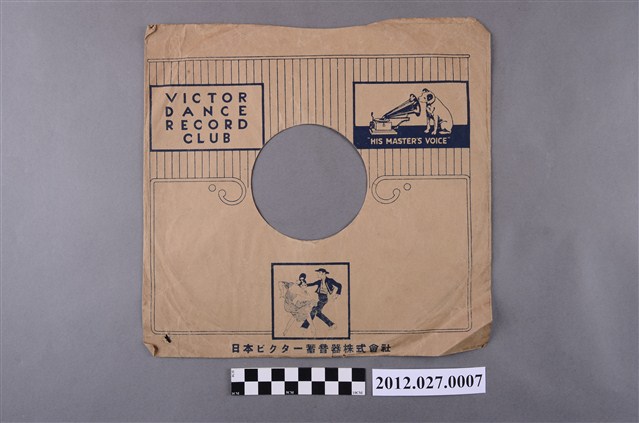 VICTOR
DANCE
RECORD
CLUB
"HIS MASTER'S VOICE"
日本ビクター蓄音器株式會社
2012.027.0007